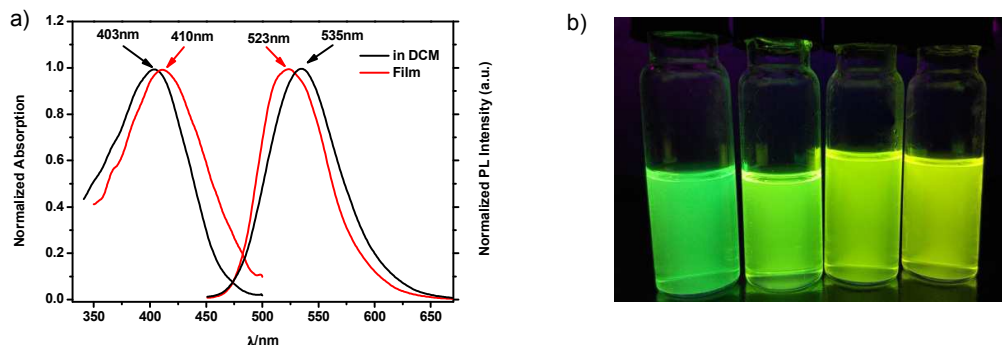 a)
b)
403nm
410nm
523nm
535nm
in DCM
Film
1.2
1.0
0.8
0.6
0.4
0.2
0.0
Normalized Absorption
Normalized PL Intensity (a.u.)
350 400 450 500 550 600 650
λ/nm